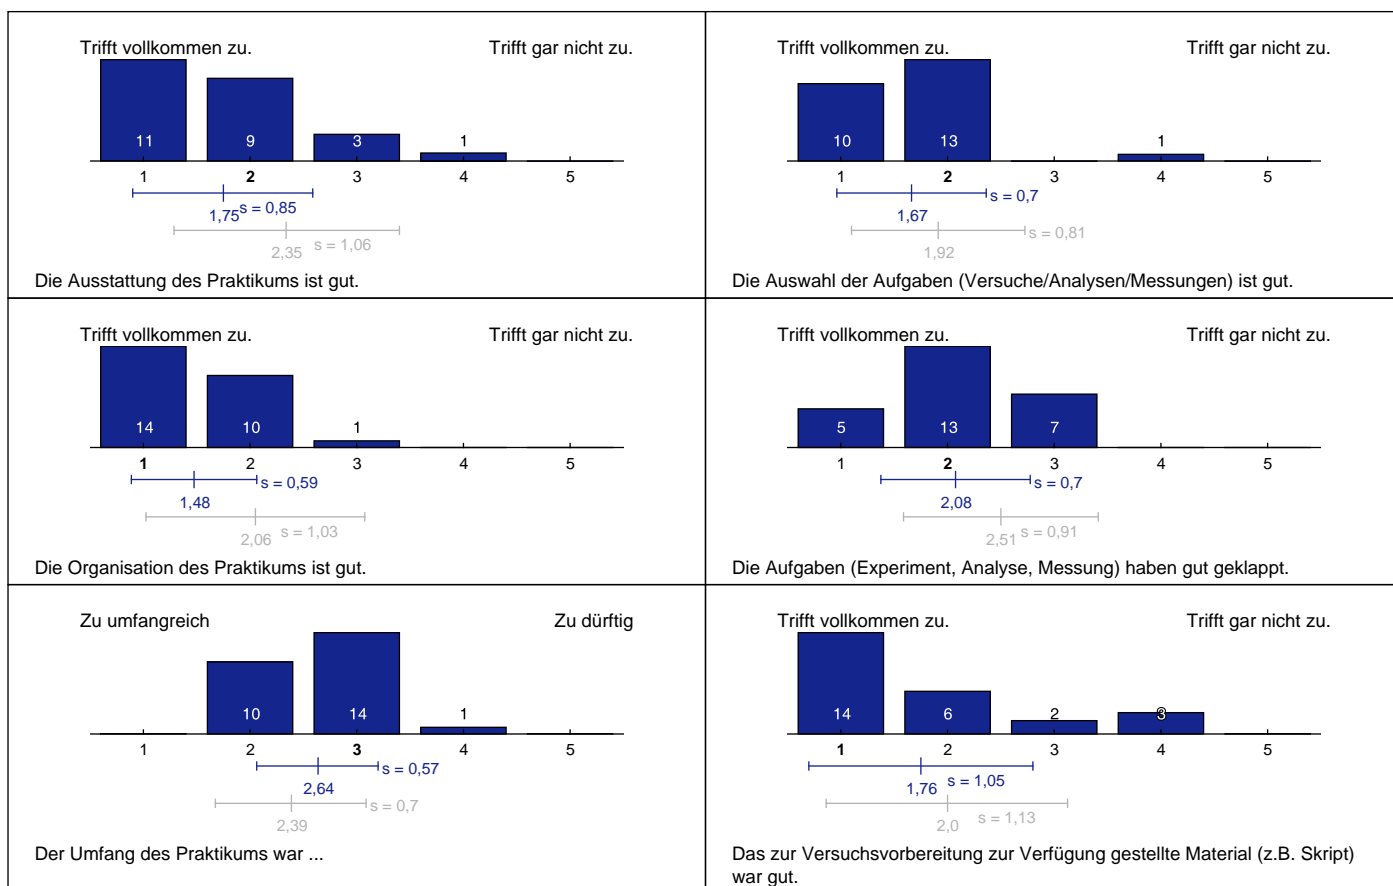 Trifft vollkommen zu. Trifft gar nicht zu.
11 9 3 1
1 2 3 4 5
1,75 s = 0,85
2,35 s = 1,06
Die Ausstattung des Praktikums ist gut.
Trifft vollkommen zu. Trifft gar nicht zu.
10 13 1
1 2 3 4 5
s = 0,7
1,67
s = 0,81
1,92
Die Auswahl der Aufgaben (Versuche/Analysen/Messungen) ist gut.
Trifft vollkommen zu. Trifft gar nicht zu.
14 10 1
1 2 3 4 5
s = 0,59
1,48
2,06 s = 1,03
Die Organisation des Praktikums ist gut.
Trifft vollkommen zu. Trifft gar nicht zu.
5 13 7
1 2 3 4 5
s = 0,7
2,08
2,51 s = 0,91
Die Aufgaben (Experiment, Analyse, Messung) haben gut geklappt.
Zu umfangreich Zu dürftig
10 14 1
1 2 3 4 5
s = 0,57
2,64
s = 0,7
2,39
Der Umfang des Praktikums war ...
Trifft vollkommen zu. Trifft gar nicht zu.
14 6 2 3
1 2 3 4 5
1,76 s = 1,05
2,0 s = 1,13
Das zur Versuchsvorbereitung zur Verfügung gestellte Material (z.B. Skript)
war gut.